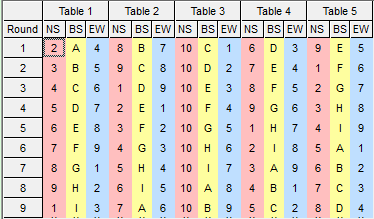 Table 1 Table 2 Table 3 Table 4 Table 5
Round NS BS EW NS BS EW NS BS EW NS BS EW NS BS EW
1 2 A 4 8 B 7 10 C 1 6 D 3 9 E 5
2 3 B 5 9 C 8 10 D 2 7 E 4 1 F 6
3 4 C 6 1 D 9 10 E 3 8 F 5 2 G 7
4 5 D 7 2 E 1 10 F 4 9 G 6 3 H 8
5 6 E 8 3 F 2 10 G 5 1 H 7 4 I 9
6 7 F 9 4 G 3 10 H 6 2 I 8 5 A 1
7 8 G 1 5 H 4 10 I 7 3 A 9 6 B 2
8 9 H 2 6 I 5 10 A 8 4 B 1 7 C 3
9 1 I 3 7 A 6 10 B 9 5 C 2 8 D 4